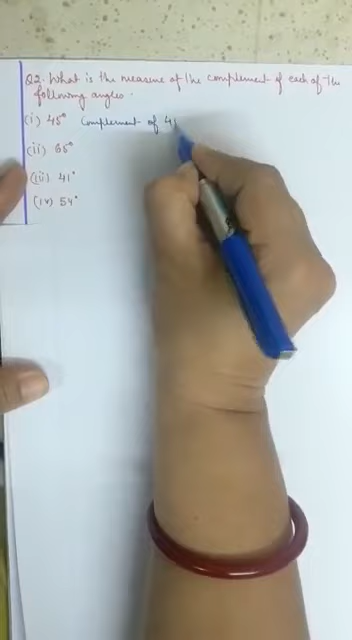 Q2. What is the measure of the complement of each of the
following angles.
(i) 45° Complement of 4
(ii) 65°
(iii) 41°
(iv) 54°